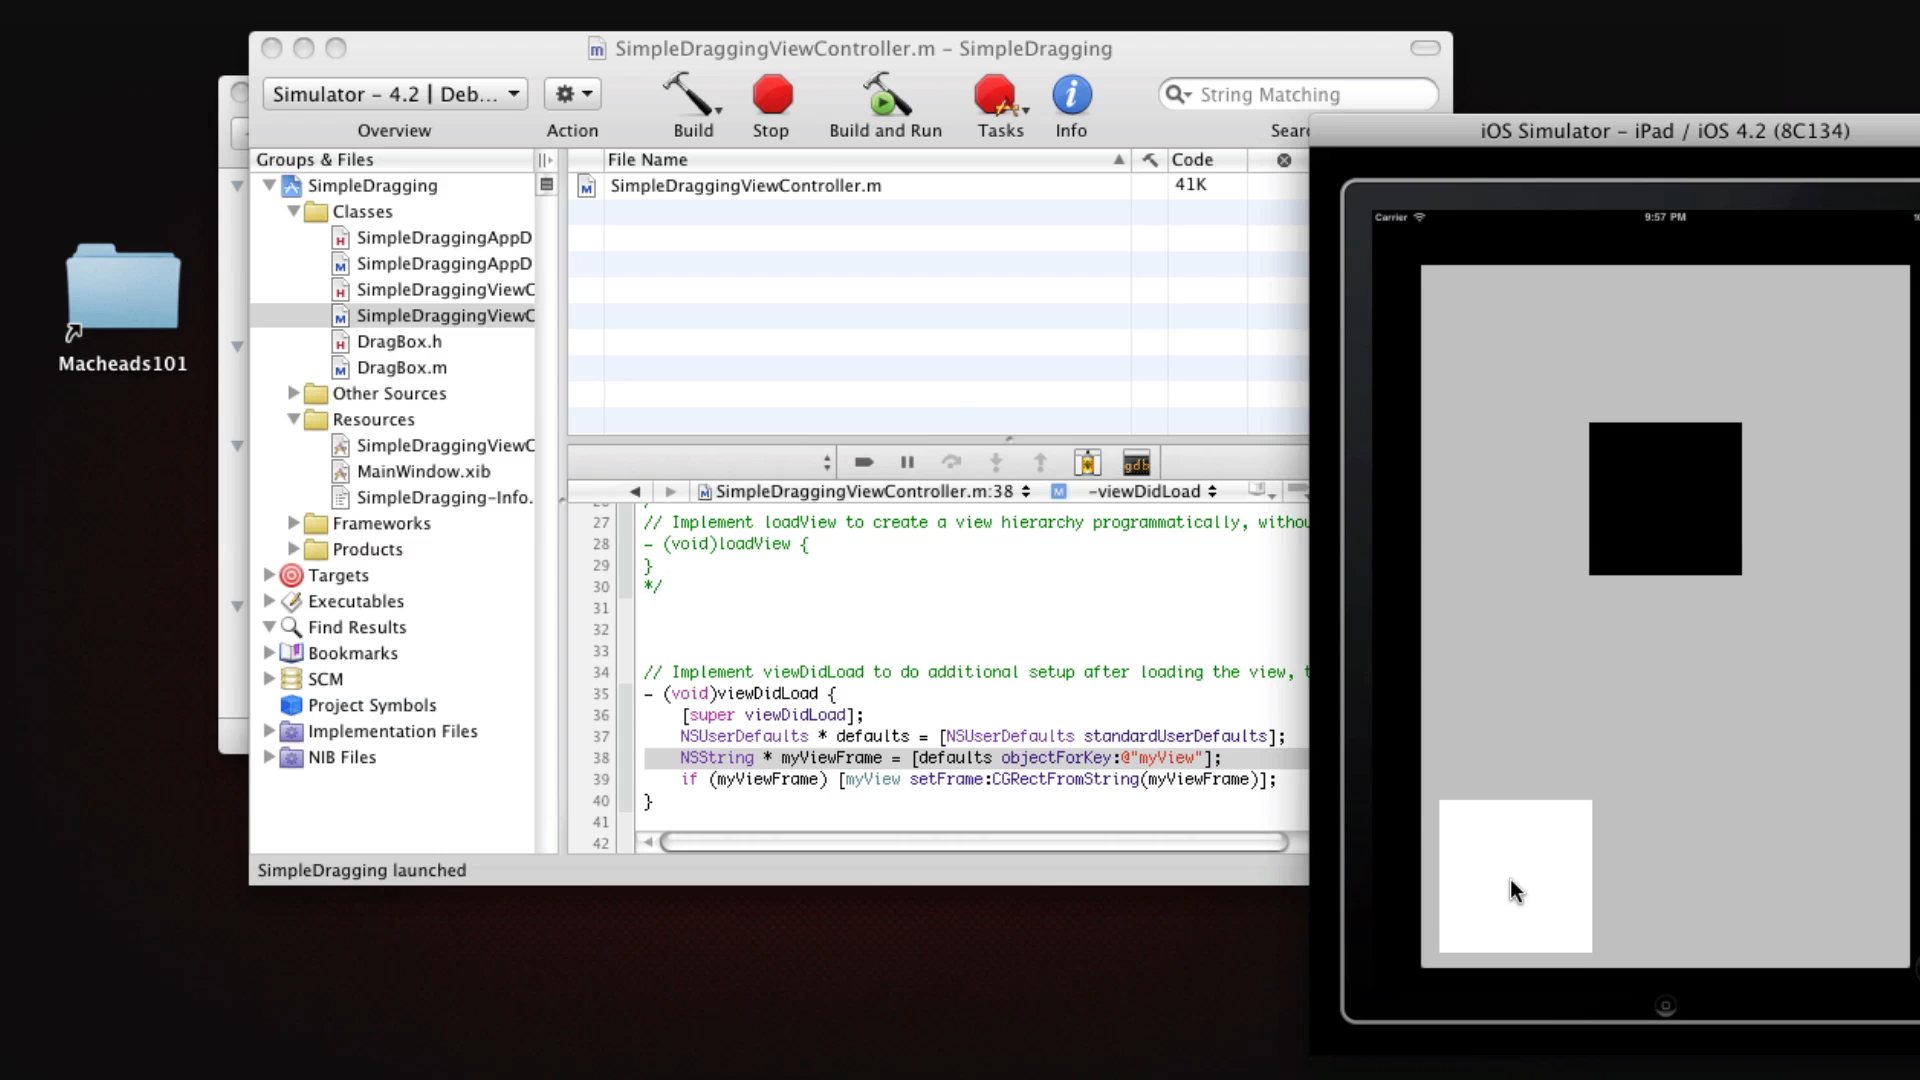 SimpleDraggingViewController.m – SimpleDragging
Simulator – 4.2 | Deb...
String Matching
Overview
Action
Build
Stop
Build and Run
Tasks
Info
Groups & Files
SimpleDragging
Classes
SimpleDraggingAppD
SimpleDraggingAppD
SimpleDraggingViewC
SimpleDraggingViewC
DragBox.h
DragBox.m
Other Sources
Resources
SimpleDraggingViewC
MainWindow.xib
SimpleDragging-Info.
Frameworks
Products
Targets
Executables
Find Results
Bookmarks
SCM
Project Symbols
Implementation Files
NIB Files
SimpleDragging launched
File Name
Code
SimpleDraggingViewController.m
41K
gdb
SimpleDraggingViewController.m:38
-viewDidLoad
27 // Implement loadView to create a view hierarchy programmatically, withou
28 - (void)loadView {
29 }
30 */
31
32
33
34 // Implement viewDidLoad to do additional setup after loading the view, t
35 - (void)viewDidLoad {
36 [super viewDidLoad];
37 NSUserDefaults * defaults = [NSUserDefaults standardUserDefaults];
38 NSString * myViewFrame = [defaults objectForKey:@"myView"];
39 if (myViewFrame) [myView setFrame:CGRectFromString(myViewFrame)];
40 }
41
42
iOS Simulator – iPad / iOS 4.2 (8C134)
Carrier
9:57 PM
Macheads101